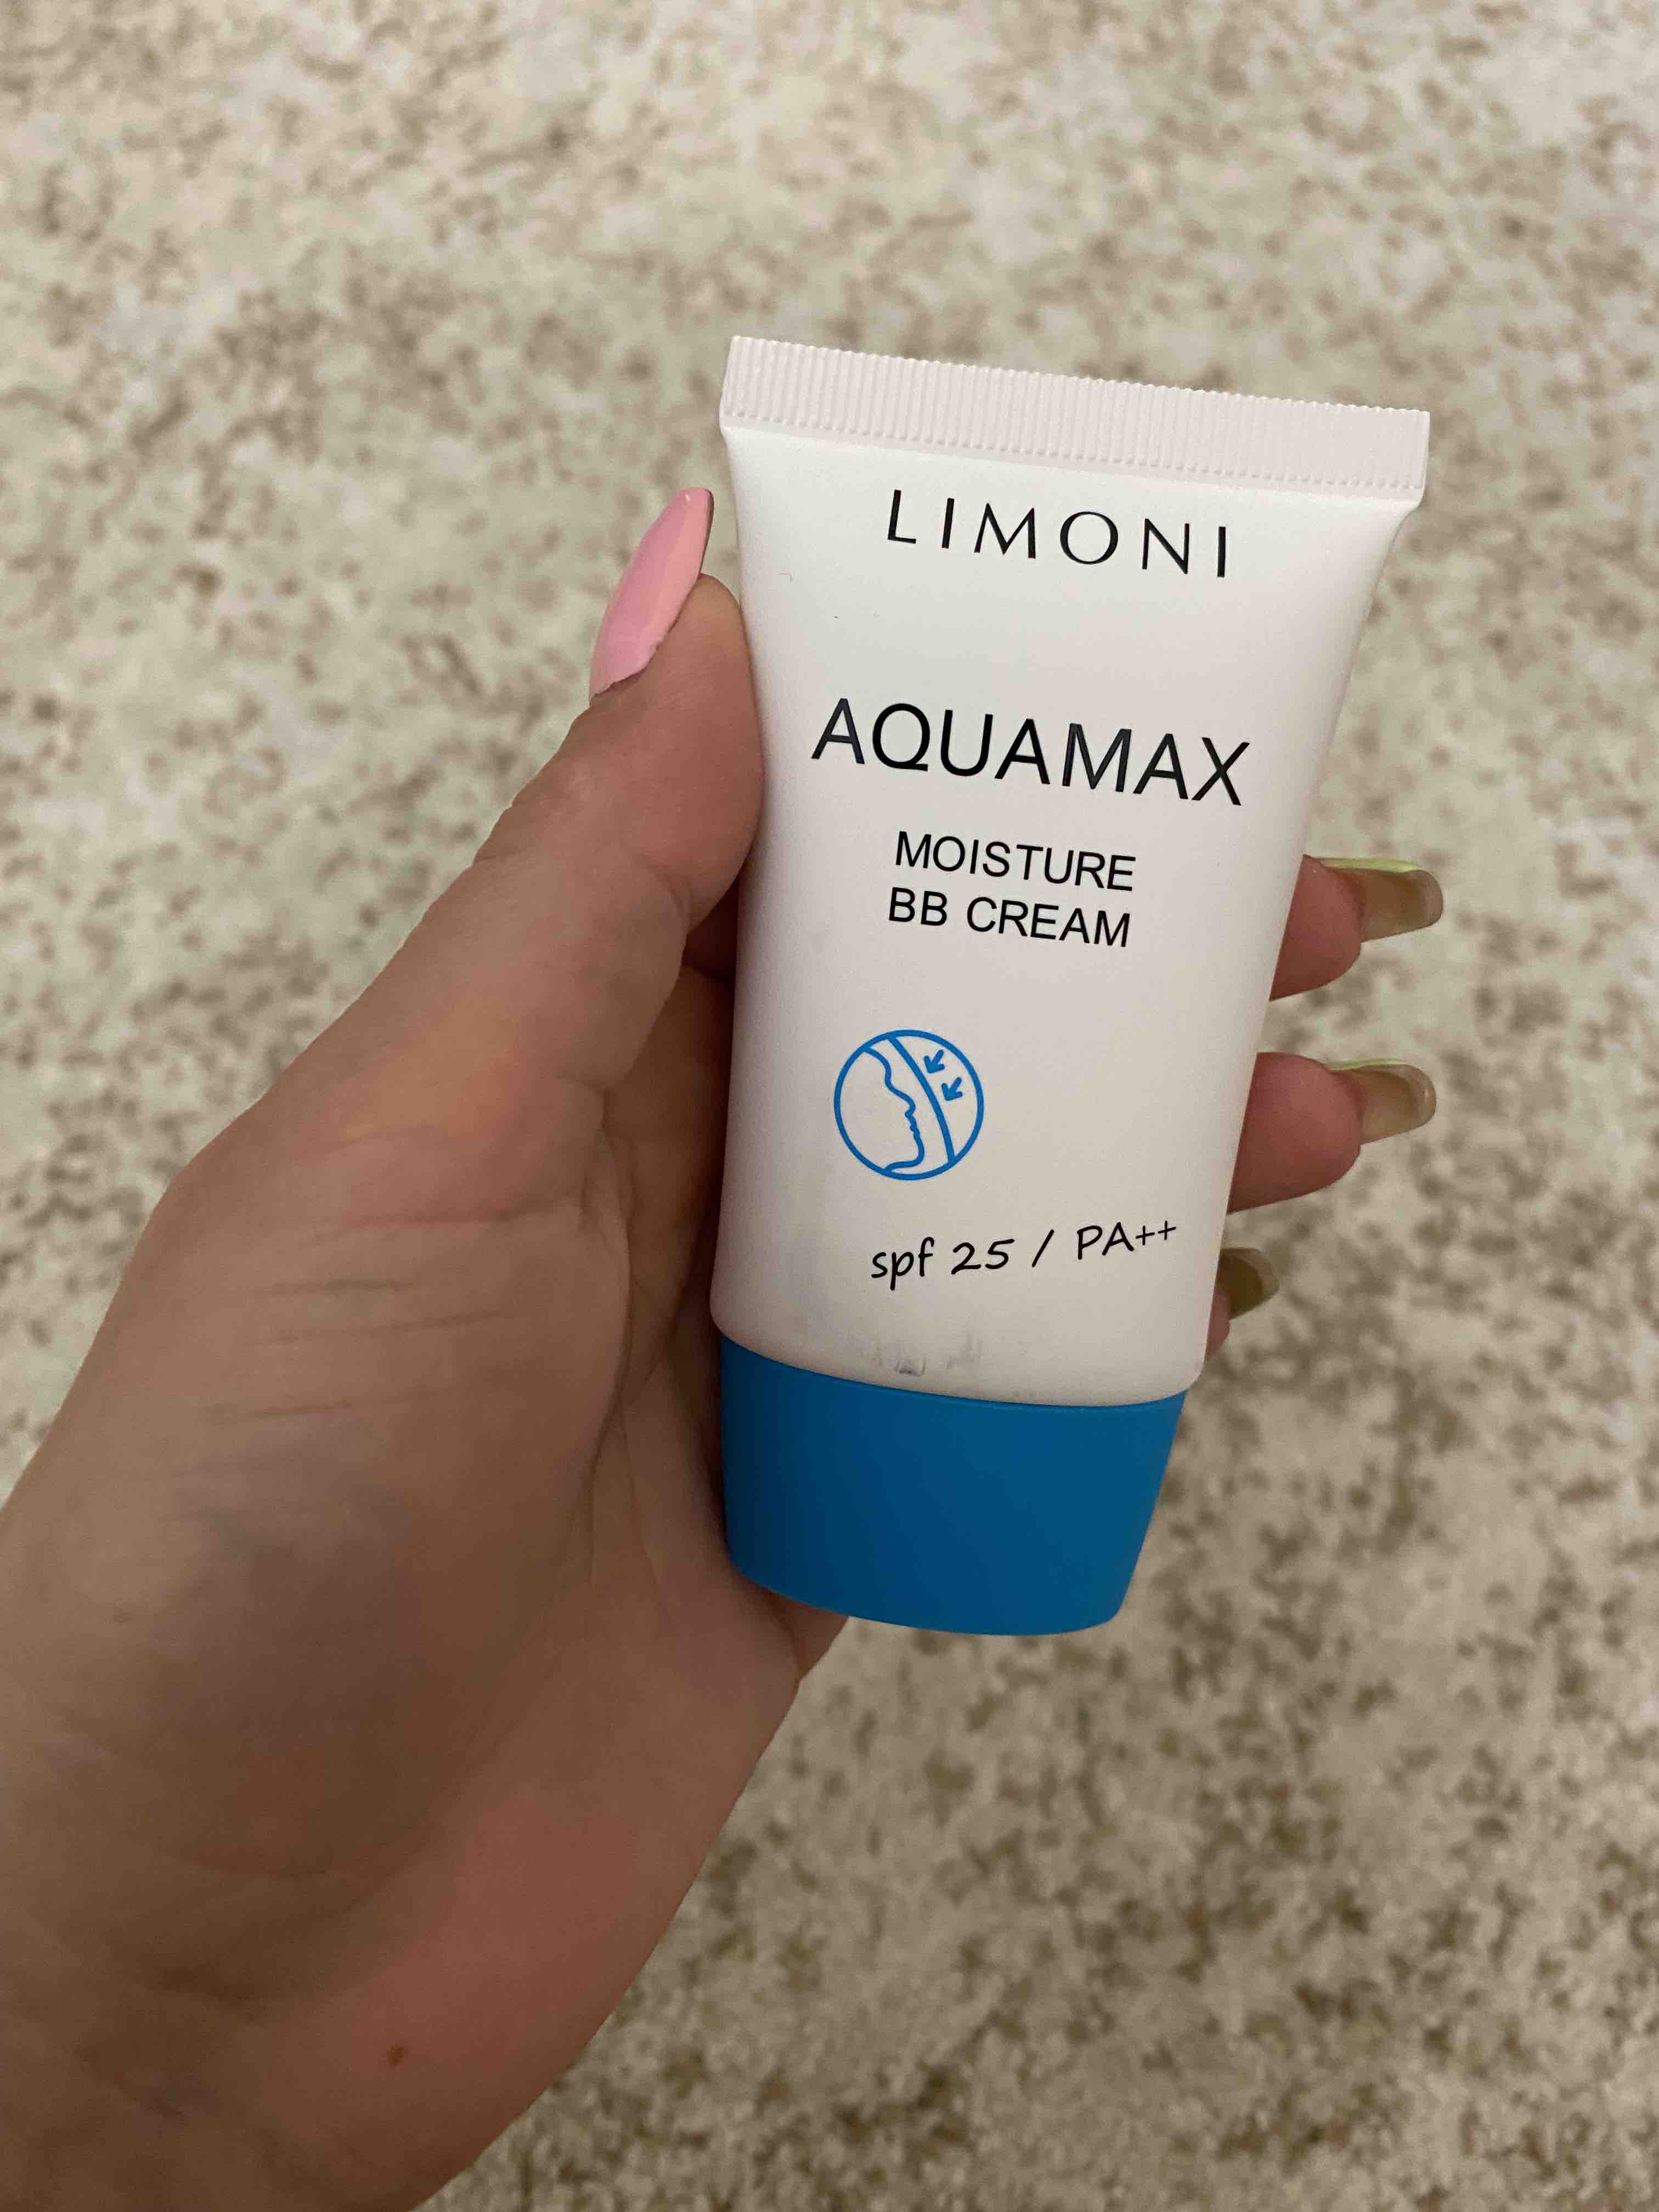 LIMONI
AQUAMAX
MOISTURE
BB CREAM
spf 25 / PA++